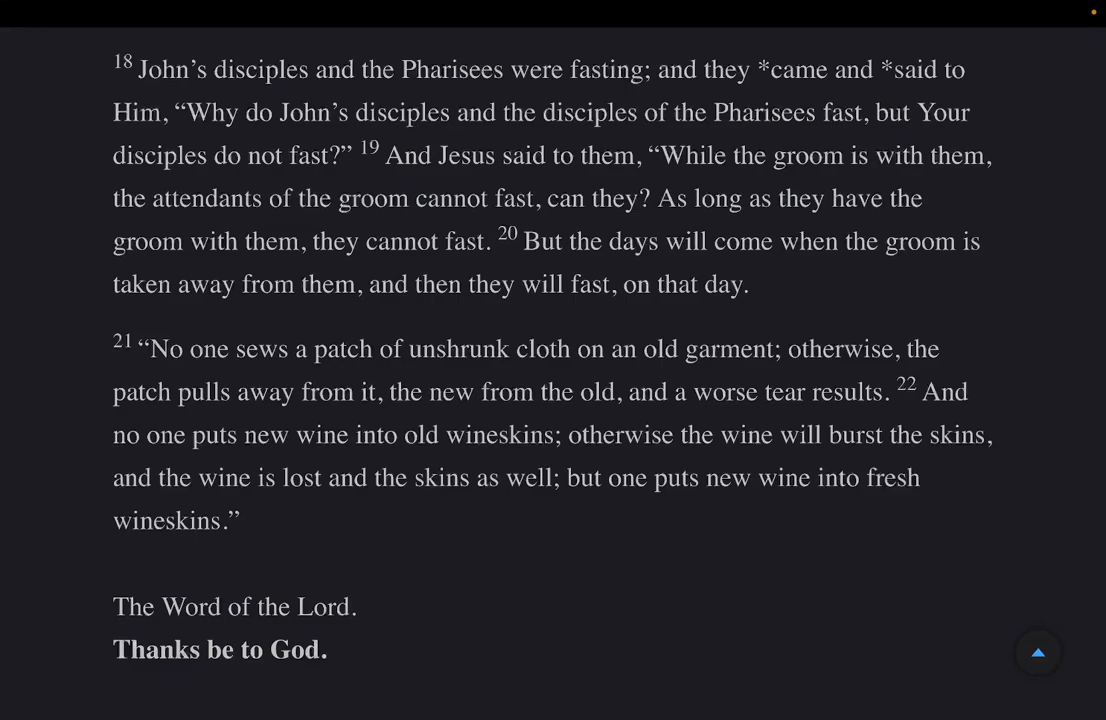 18 John’s disciples and the Pharisees were fasting; and they *came and *said to
Him, “Why do John’s disciples and the disciples of the Pharisees fast, but Your
disciples do not fast?” 19 And Jesus said to them, “While the groom is with them,
the attendants of the groom cannot fast, can they? As long as they have the
groom with them, they cannot fast. 20 But the days will come when the groom is
taken away from them, and then they will fast, on that day.
21 “No one sews a patch of unshrunk cloth on an old garment; otherwise, the
patch pulls away from it, the new from the old, and a worse tear results. 22 And
no one puts new wine into old wineskins; otherwise the wine will burst the skins,
and the wine is lost and the skins as well; but one puts new wine into fresh
wineskins.”
The Word of the Lord.
Thanks be to God.